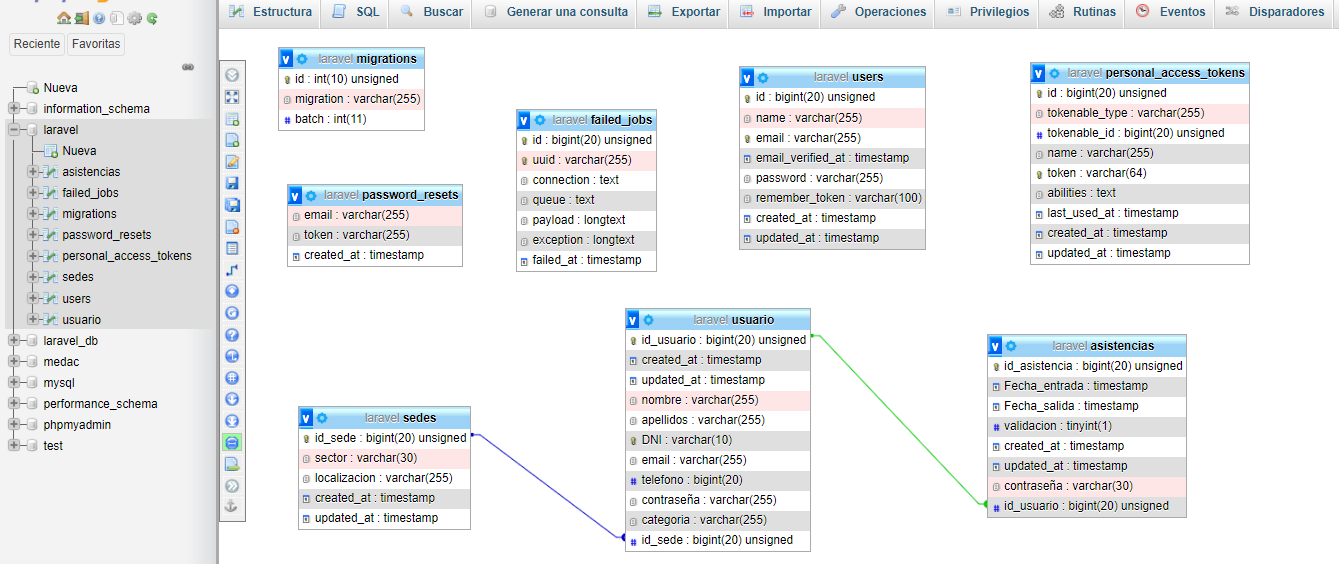 Estructura SQL Buscar Generar una consulta Exportar Importar Operaciones Privilegios Rutinas Eventos Disparadores
Reciente Favoritas
Nueva
information_schema
laravel
Nueva
asistencias
failed_jobs
migrations
password_resets
personal_access_tokens
sedes
users
usuario
laravel_db
medac
mysql
performance_schema
phpmyadmin
test
laravel migrations
id : int(10) unsigned
migration : varchar(255)
batch : int(11)
laravel password_resets
email : varchar(255)
token : varchar(255)
created_at : timestamp
laravel failed_jobs
id : bigint(20) unsigned
uuid : varchar(255)
connection : text
queue : text
payload : longtext
exception : longtext
failed_at : timestamp
laravel users
id : bigint(20) unsigned
name : varchar(255)
email : varchar(255)
email_verified_at : timestamp
password : varchar(255)
remember_token : varchar(100)
created_at : timestamp
updated_at : timestamp
laravel personal_access_tokens
id : bigint(20) unsigned
tokenable_type : varchar(255)
tokenable_id : bigint(20) unsigned
name : varchar(255)
token : varchar(64)
abilities : text
last_used_at : timestamp
created_at : timestamp
updated_at : timestamp
laravel sedes
id_sede : bigint(20) unsigned
sector : varchar(30)
localizacion : varchar(255)
created_at : timestamp
updated_at : timestamp
laravel usuario
id_usuario : bigint(20) unsigned
created_at : timestamp
updated_at : timestamp
nombre : varchar(255)
apellidos : varchar(255)
DNI : varchar(10)
email : varchar(255)
telefono : bigint(20)
contraseña : varchar(255)
categoria : varchar(255)
id_sede : bigint(20) unsigned
laravel asistencias
id_asistencia : bigint(20) unsigned
Fecha_entrada : timestamp
Fecha_salida : timestamp
validacion : tinyint(1)
created_at : timestamp
updated_at : timestamp
contraseña : varchar(30)
id_usuario : bigint(20) unsigned